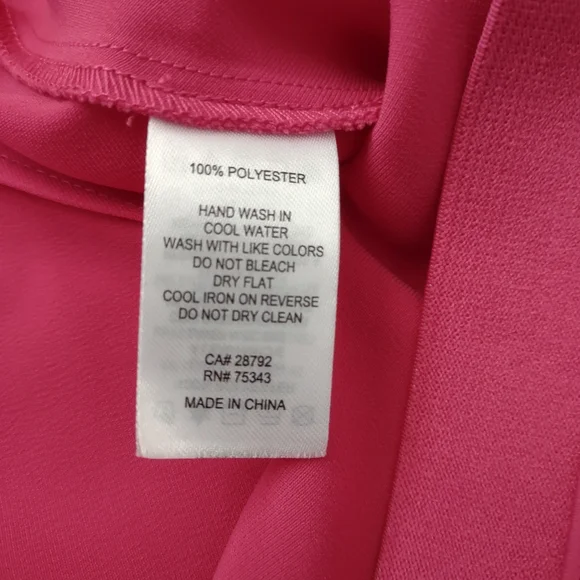 100% POLYESTER
HAND WASH IN
COOL WATER
WASH WITH LIKE COLORS
DO NOT BLEACH
DRY FLAT
COOL IRON ON REVERSE
DO NOT DRY CLEAN
CA# 28792
RN# 75343
MADE IN CHINA